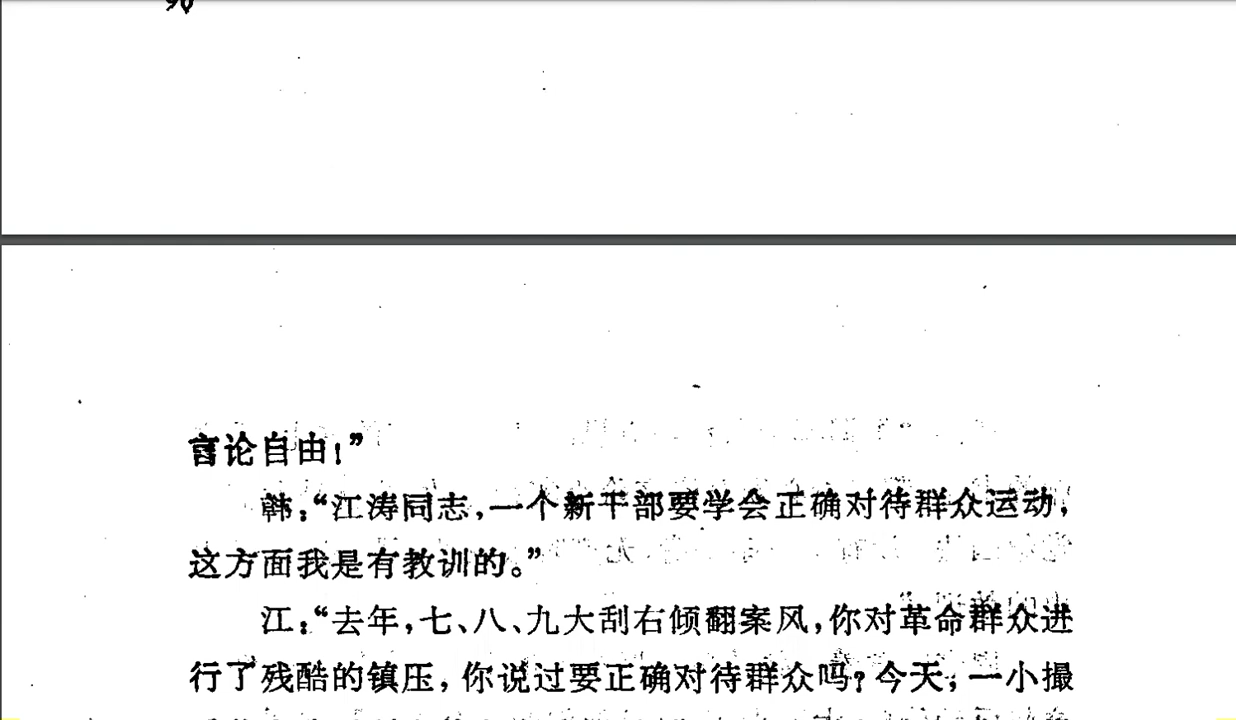 言论自由!”
韩:“江涛同志,一个新干部要学会正确对待群众运动,
这方面我是有教训的。”
江:“去年,七、八、九大刮右倾翻案风,你对革命群众进
行了残酷的镇压,你说过要正确对待群众吗?今天,一小撮